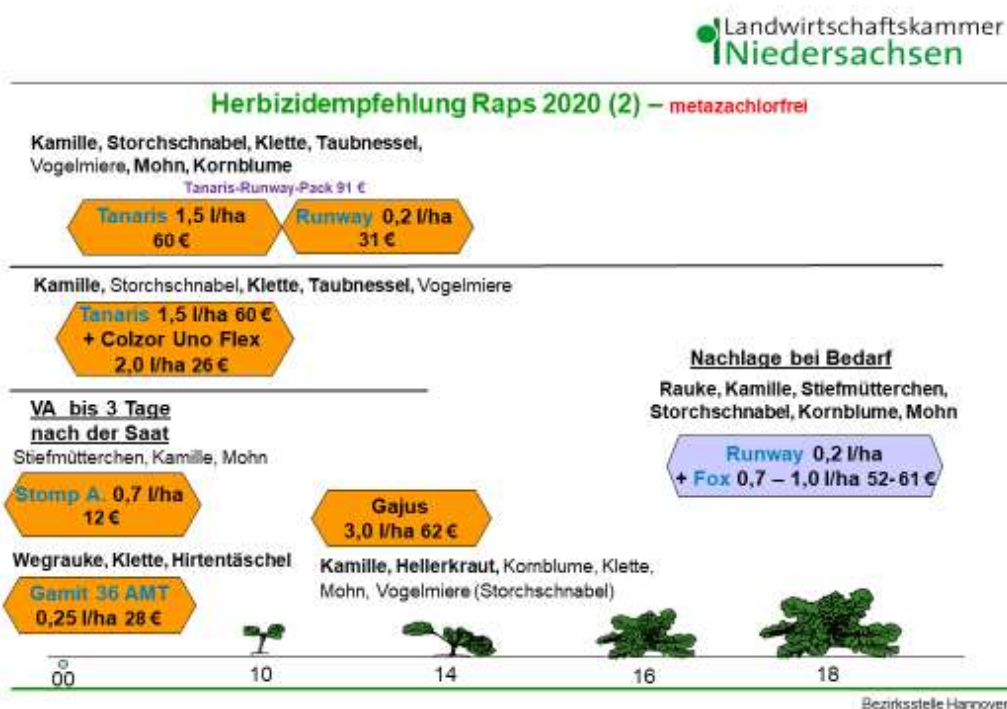 Landwirtschaftskammer
Niedersachsen
Herbizidempfehlung Raps 2020 (2) – metazachlorfrei
Kamille, Storchschnabel, Klette, Taubnessel,
Vogelmiere, Mohn, Kornblume
Tanaris-Runway-Pack 91 €
Tanaris 1,5 l/ha
60 €
Runway 0,2 l/ha
31 €
Kamille, Storchschnabel, Klette, Taubnessel, Vogelmiere
Tanaris 1,5 l/ha 60 €
+ Colzor Uno Flex
2,0 l/ha 26 €
Nachlage bei Bedarf
Rauke, Kamille, Stiefmütterchen,
Storchschnabel, Kornblume, Mohn
Runway 0,2 l/ha
+ Fox 0,7 – 1,0 l/ha 52- 61 €
VA bis 3 Tage
nach der Saat
Stiefmütterchen, Kamille, Mohn
Stomp A. 0,7 l/ha
12 €
Wegrauke, Klette, Hirtentäschel
Gamit 36 AMT
0,25 l/ha 28 €
Gajus
3,0 l/ha 62 €
Kamille, Hellerkraut, Kornblume, Klette,
Mohn, Vogelmiere (Storchschnabel)
00 10 14 16 18
Bezirksstelle Hannover